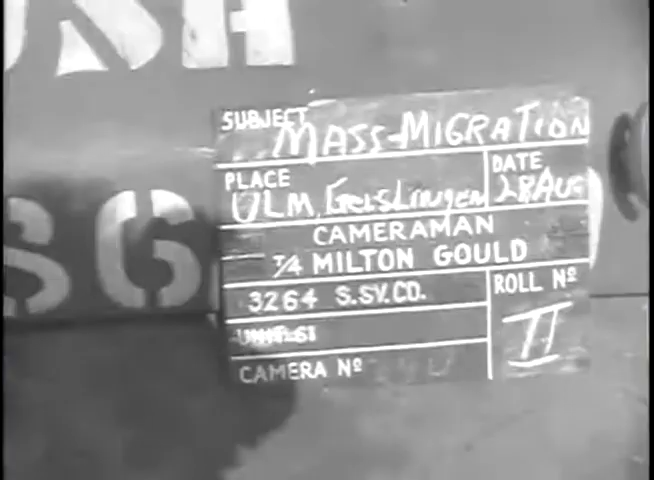 USA
SUBJECT
MASS-MIGRATION
PLACE
ULM, Geislingen
DATE
28 AUG
CAMERAMAN
T/4 MILTON GOULD
3264 S.SV.CO.
ROLL Nº
II
UNIT
CAMERA Nº